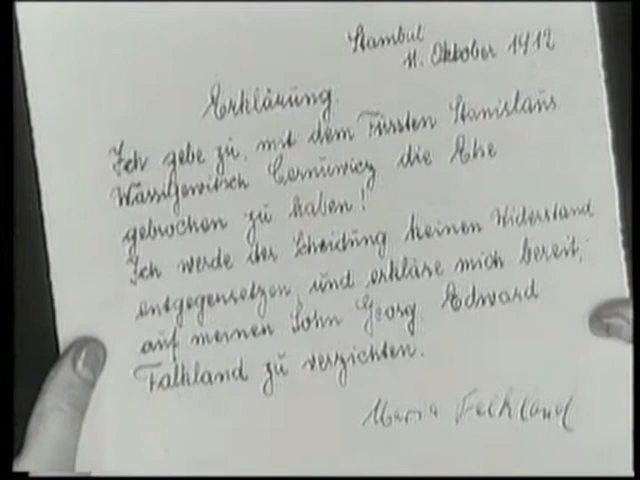 Stambul
11. Oktober 1912
Erklärung.
Ich gebe zu, mit dem Fürsten Stanislaus
Wassgewitsch Cernuwicz die Ehe
gebrochen zu haben!
Ich werde der Scheidung keinen Widerstand
entgegensetzen, und erkläre mich bereit,
auf meinen Sohn Georg Edward
Falkland zu verzichten.
Maria Falkland